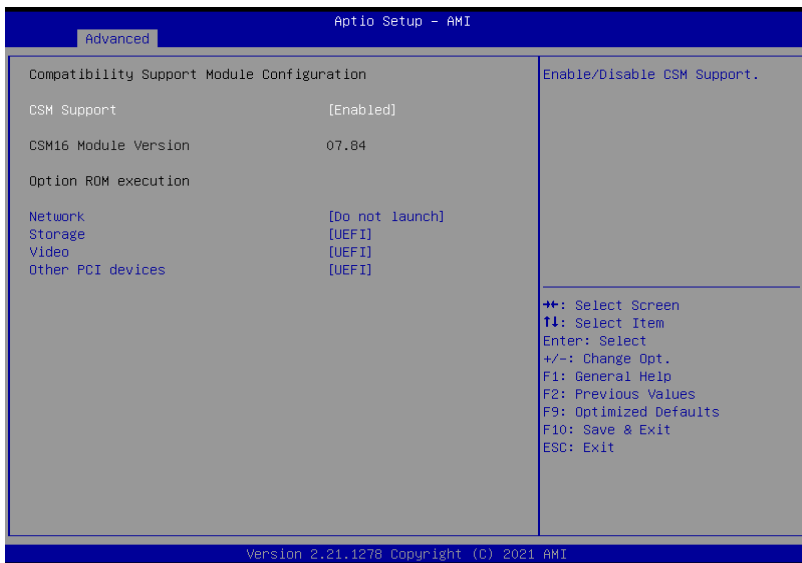 Aptio Setup – AMI
Advanced
Compatibility Support Module Configuration
CSM Support [Enabled]
CSM16 Module Version 07.84
Option ROM execution
Network [Do not launch]
Storage [UEFI]
Video [UEFI]
Other PCI devices [UEFI]
Enable/Disable CSM Support.
→←: Select Screen
↑↓: Select Item
Enter: Select
+/-: Change Opt.
F1: General Help
F2: Previous Values
F9: Optimized Defaults
F10: Save & Exit
ESC: Exit
Version 2.21.1278 Copyright (C) 2021 AMI